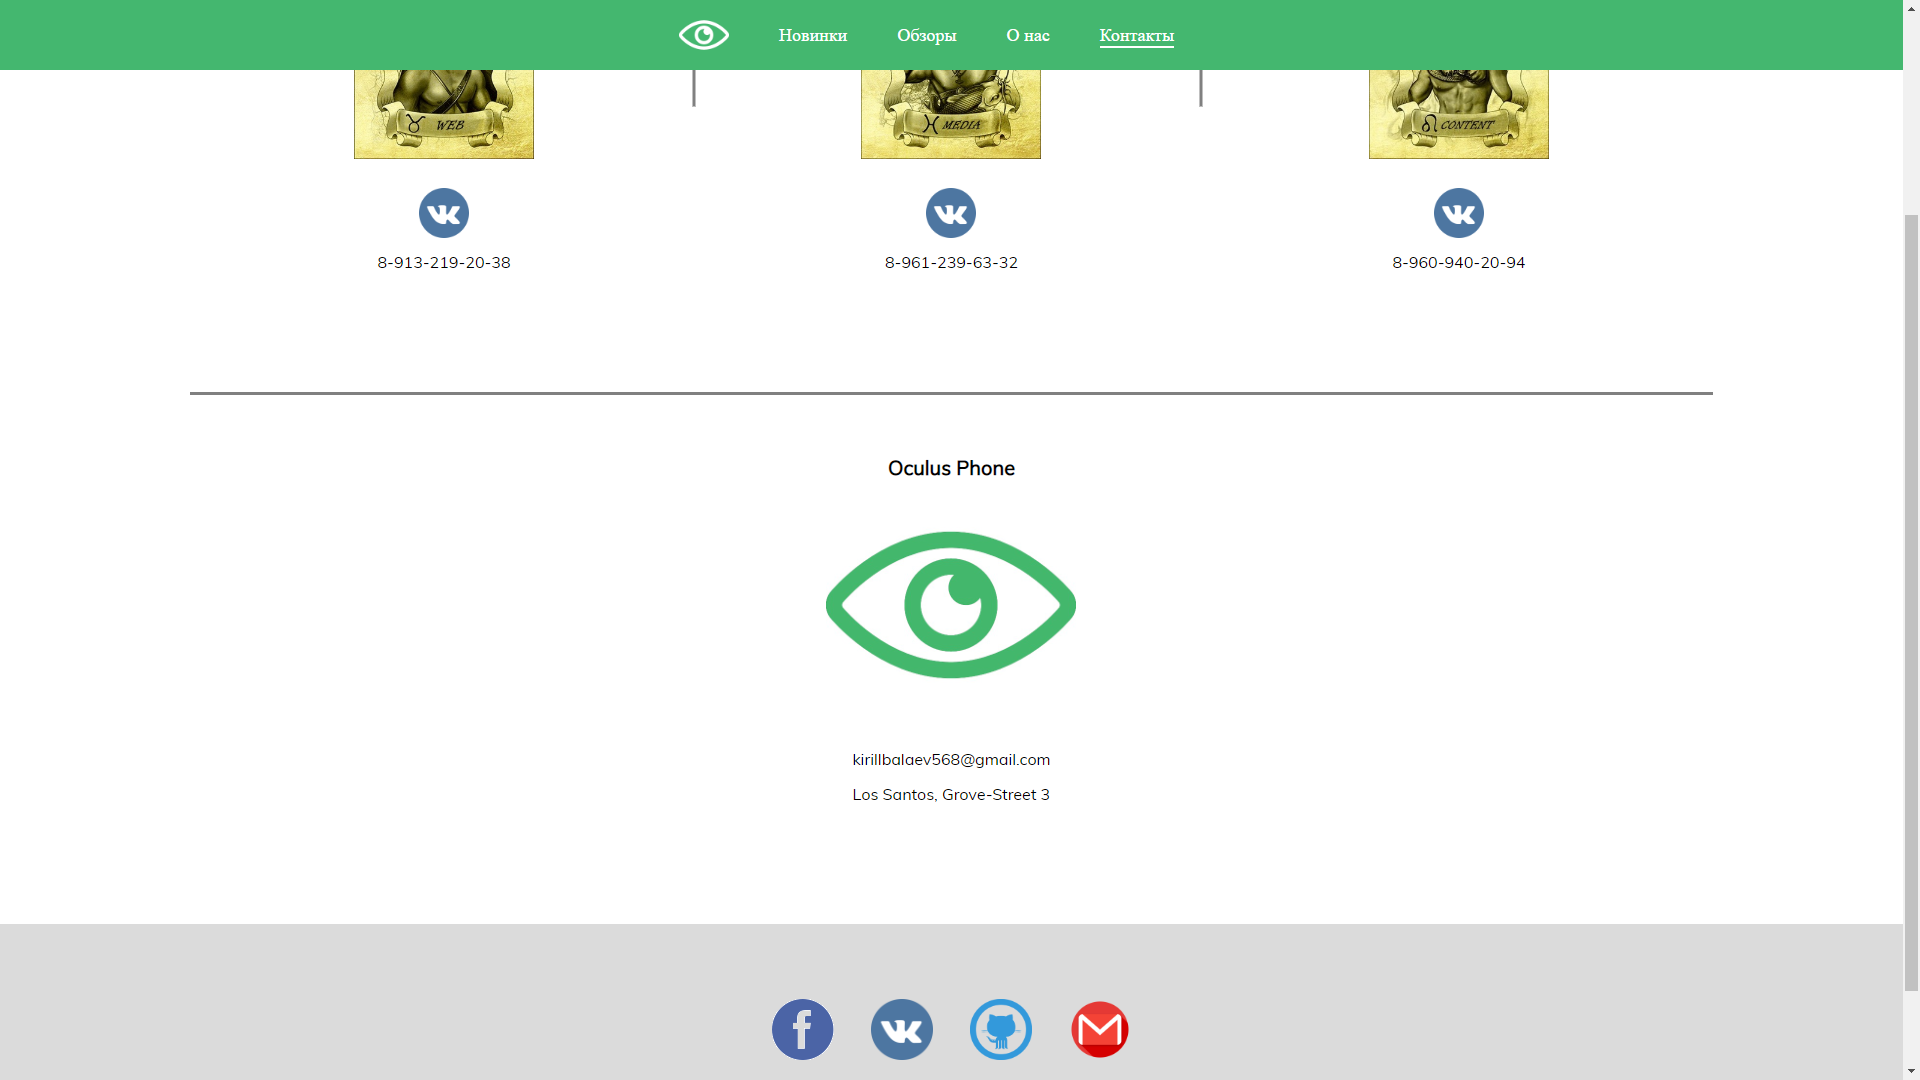 Новинки Обзоры О нас Контакты
WEB MEDIA CONTENT
8-913-219-20-38 8-961-239-63-32 8-960-940-20-94
Oculus Phone
kirillbalaev568@gmail.com
Los Santos, Grove-Street 3